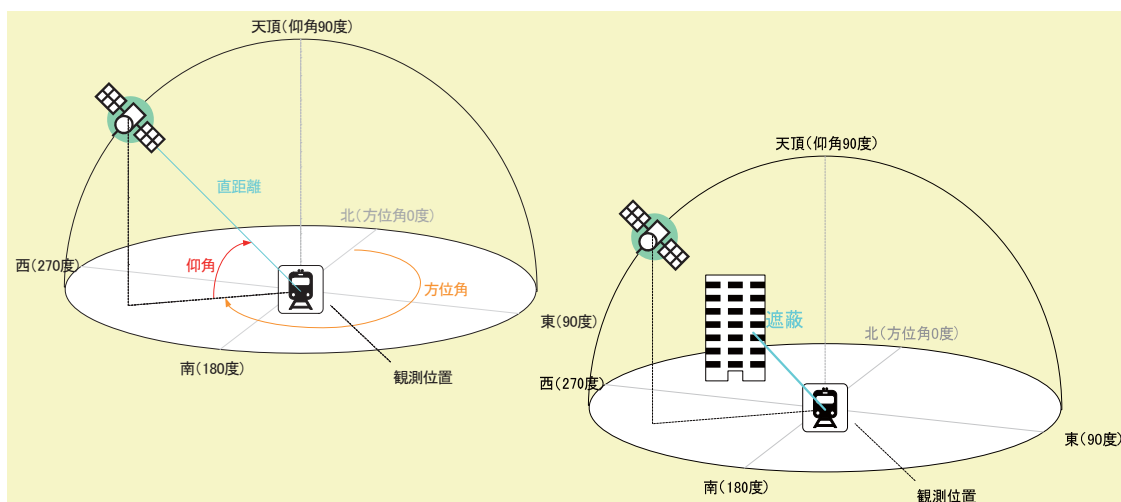 天頂(仰角90度)
直距離
北(方位角0度)
西(270度)
仰角
方位角
東(90度)
南(180度)
観測位置
天頂(仰角90度)
遮蔽
北(方位角0度)
西(270度)
東(90度)
南(180度)
観測位置